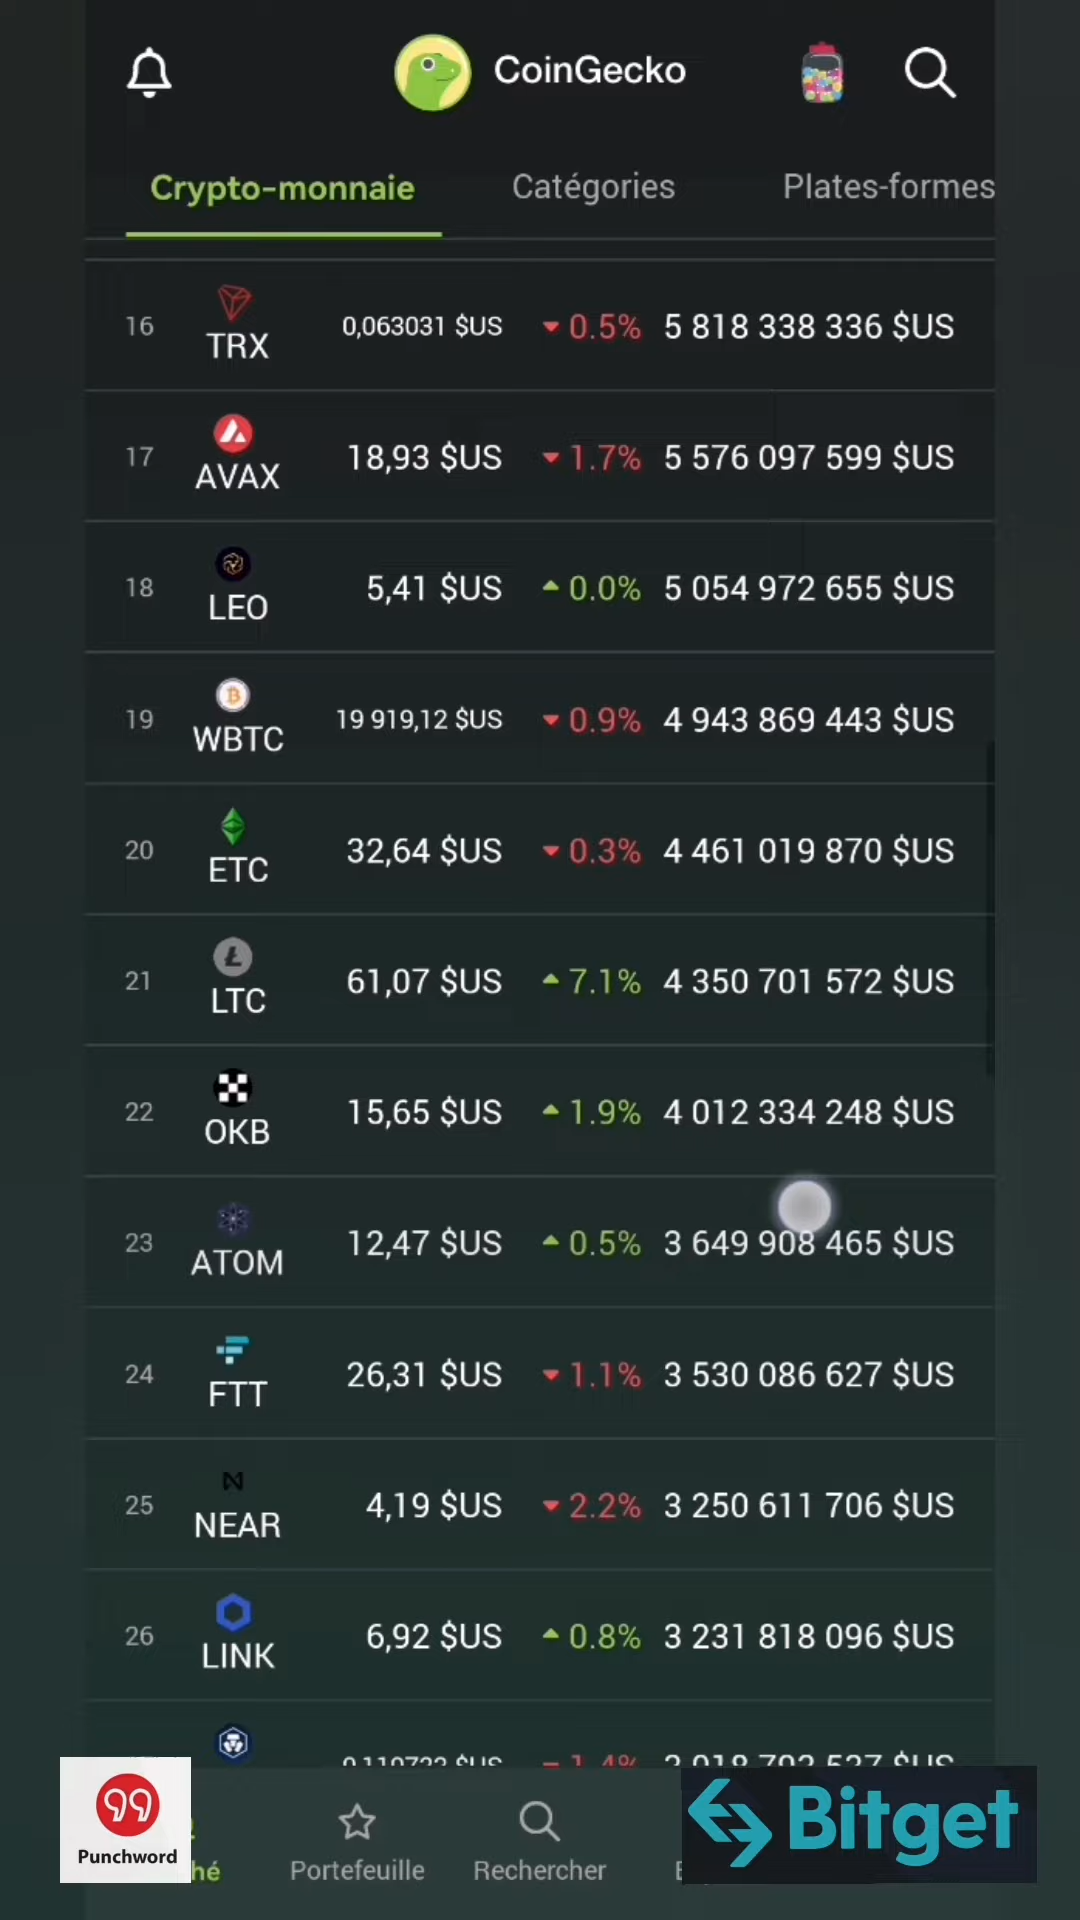 CoinGecko
Crypto-monnaie Catégories Plates-formes
16 TRX 0,063031 $US 0.5% 5 818 338 336 $US
17 AVAX 18,93 $US 1.7% 5 576 097 599 $US
18 LEO 5,41 $US 0.0% 5 054 972 655 $US
19 WBTC 19 919,12 $US 0.9% 4 943 869 443 $US
20 ETC 32,64 $US 0.3% 4 461 019 870 $US
21 LTC 61,07 $US 7.1% 4 350 701 572 $US
22 OKB 15,65 $US 1.9% 4 012 334 248 $US
23 ATOM 12,47 $US 0.5% 3 649 908 465 $US
24 FTT 26,31 $US 1.1% 3 530 086 627 $US
25 NEAR 4,19 $US 2.2% 3 250 611 706 $US
26 LINK 6,92 $US 0.8% 3 231 818 096 $US
Punchword
hé Portefeuille Rechercher
Bitget